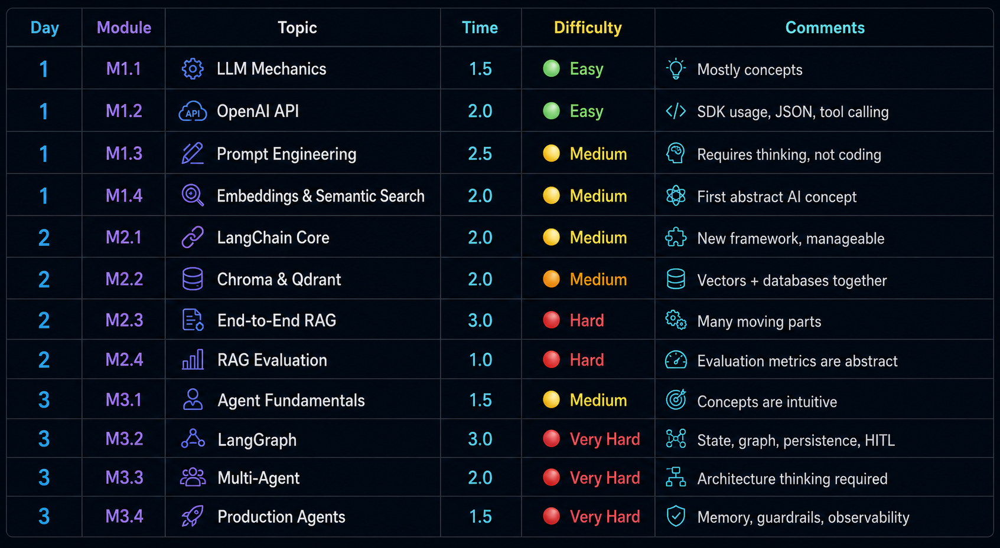 Day Module Topic Time Difficulty Comments
1 M1.1 LLM Mechanics 1.5 Easy Mostly concepts
1 M1.2 API OpenAI API 2.0 Easy </> SDK usage, JSON, tool calling
1 M1.3 Prompt Engineering 2.5 Medium Requires thinking, not coding
1 M1.4 Embeddings & Semantic Search 2.0 Medium First abstract AI concept
2 M2.1 LangChain Core 2.0 Medium New framework, manageable
2 M2.2 Chroma & Qdrant 2.0 Medium Vectors + databases together
2 M2.3 End-to-End RAG 3.0 Hard Many moving parts
2 M2.4 RAG Evaluation 1.0 Hard Evaluation metrics are abstract
3 M3.1 Agent Fundamentals 1.5 Medium Concepts are intuitive
3 M3.2 LangGraph 3.0 Very Hard State, graph, persistence, HITL
3 M3.3 Multi-Agent 2.0 Very Hard Architecture thinking required
3 M3.4 Production Agents 1.5 Very Hard Memory, guardrails, observability